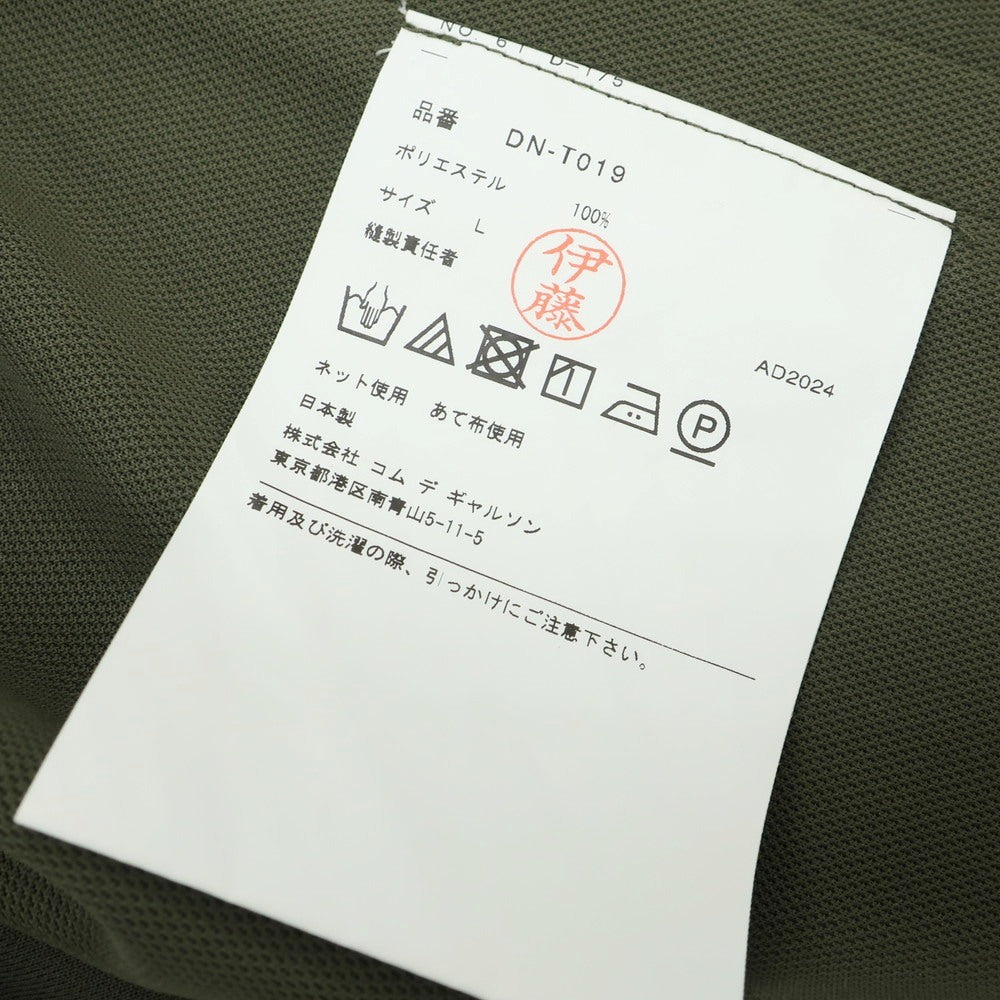 NO. 61 D-175
品番 DN-T019
ポリエステル 100%
サイズ L
縫製責任者 伊藤
P
AD2024
ネット使用 あて布使用
日本製
株式会社 コム デ ギャルソン
東京都港区南青山5-11-5
着用及び洗濯の際、引っかけにご注意下さい。